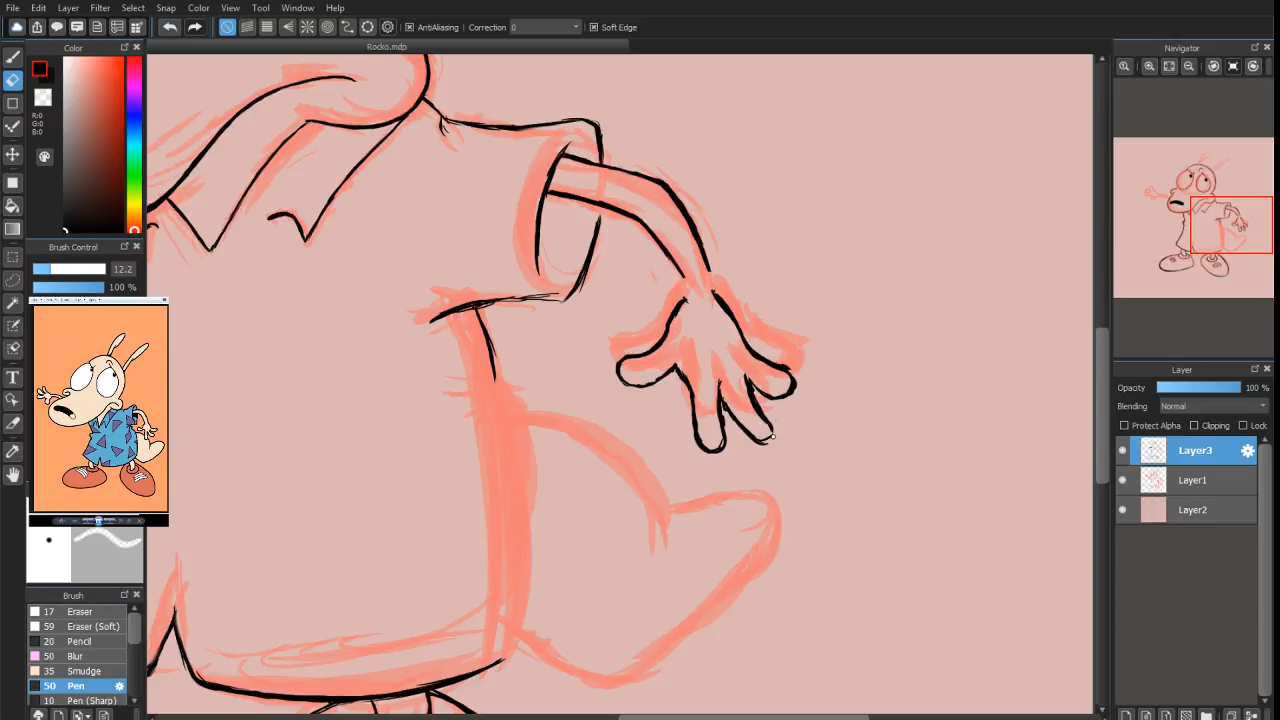 File Edit Layer Filter Select Snap Color View Tool Window Help
AntiAliasing Correction 0 Soft Edge
Rocko.mdp
Color
R:0
G:0
B:0
Brush Control
12.2
100 %
T
Brush
17 Eraser
59 Eraser (Soft)
20 Pencil
50 Blur
35 Smudge
50 Pen
10 Pen (Sharp)
Navigator
Layer
Opacity 100 %
Blending Normal
Protect Alpha Clipping Lock
Layer3
Layer1
Layer2